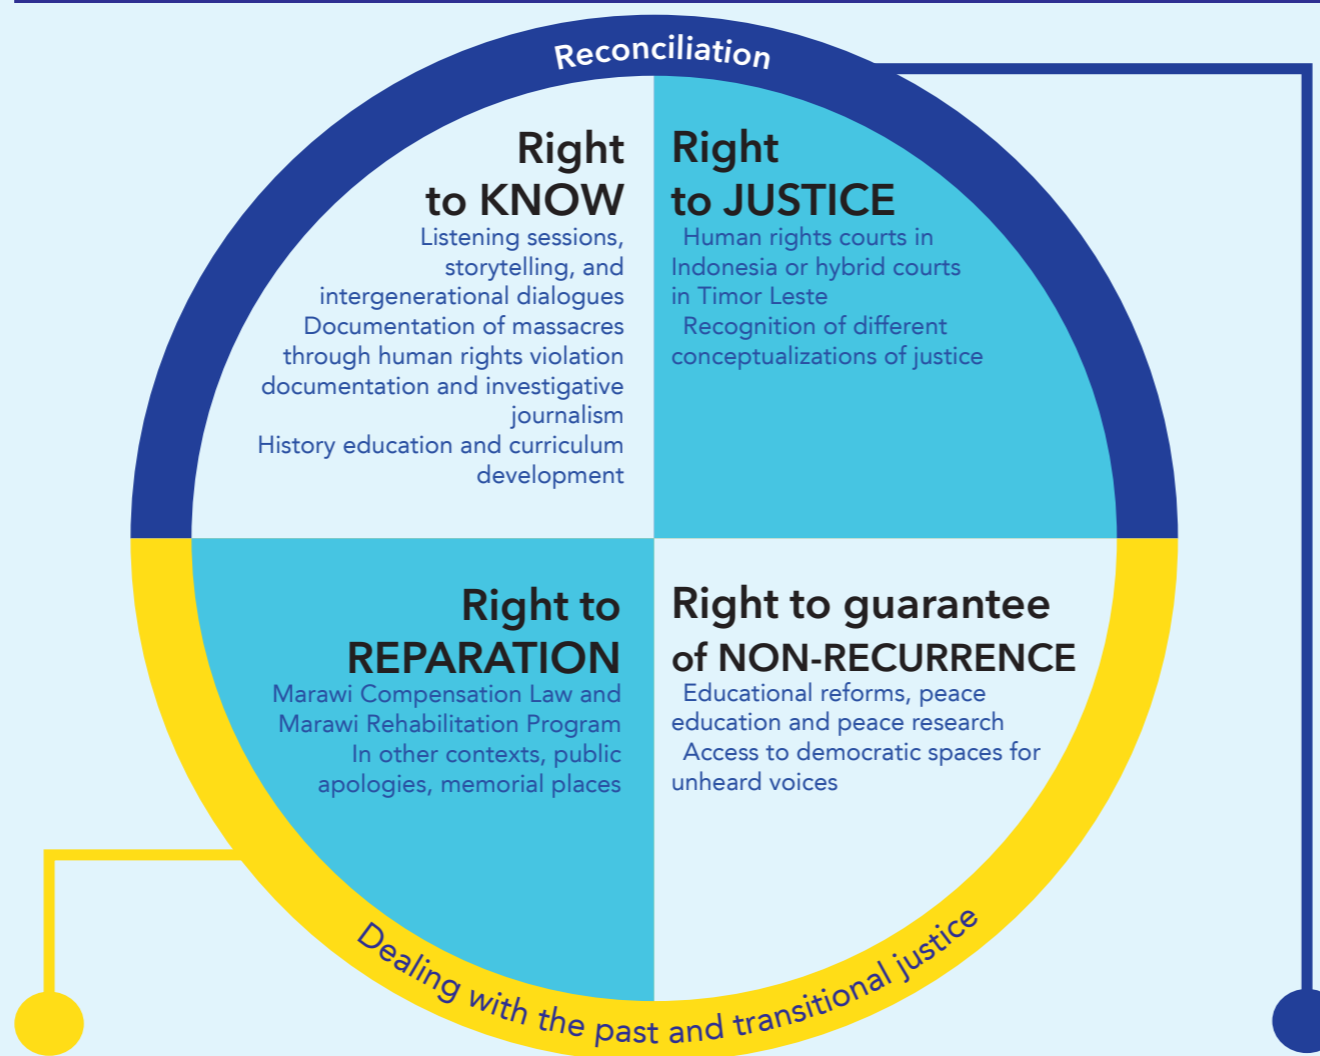 Reconciliation
Right
to KNOW
Listening sessions,
storytelling, and
intergenerational dialogues
Documentation of massacres
through human rights violation
documentation and investigative
journalism
History education and curriculum
development
Right
to JUSTICE
Human rights courts in
Indonesia or hybrid courts
in Timor Leste
Recognition of different
conceptualizations of justice
Right to
REPARATION
Marawi Compensation Law and
Marawi Rehabilitation Program
In other contexts, public
apologies, memorial places
Right to guarantee
of NON-RECURRENCE
Educational reforms, peace
education and peace research
Access to democratic spaces for
unheard voices
Dealing with the past and transitional justice